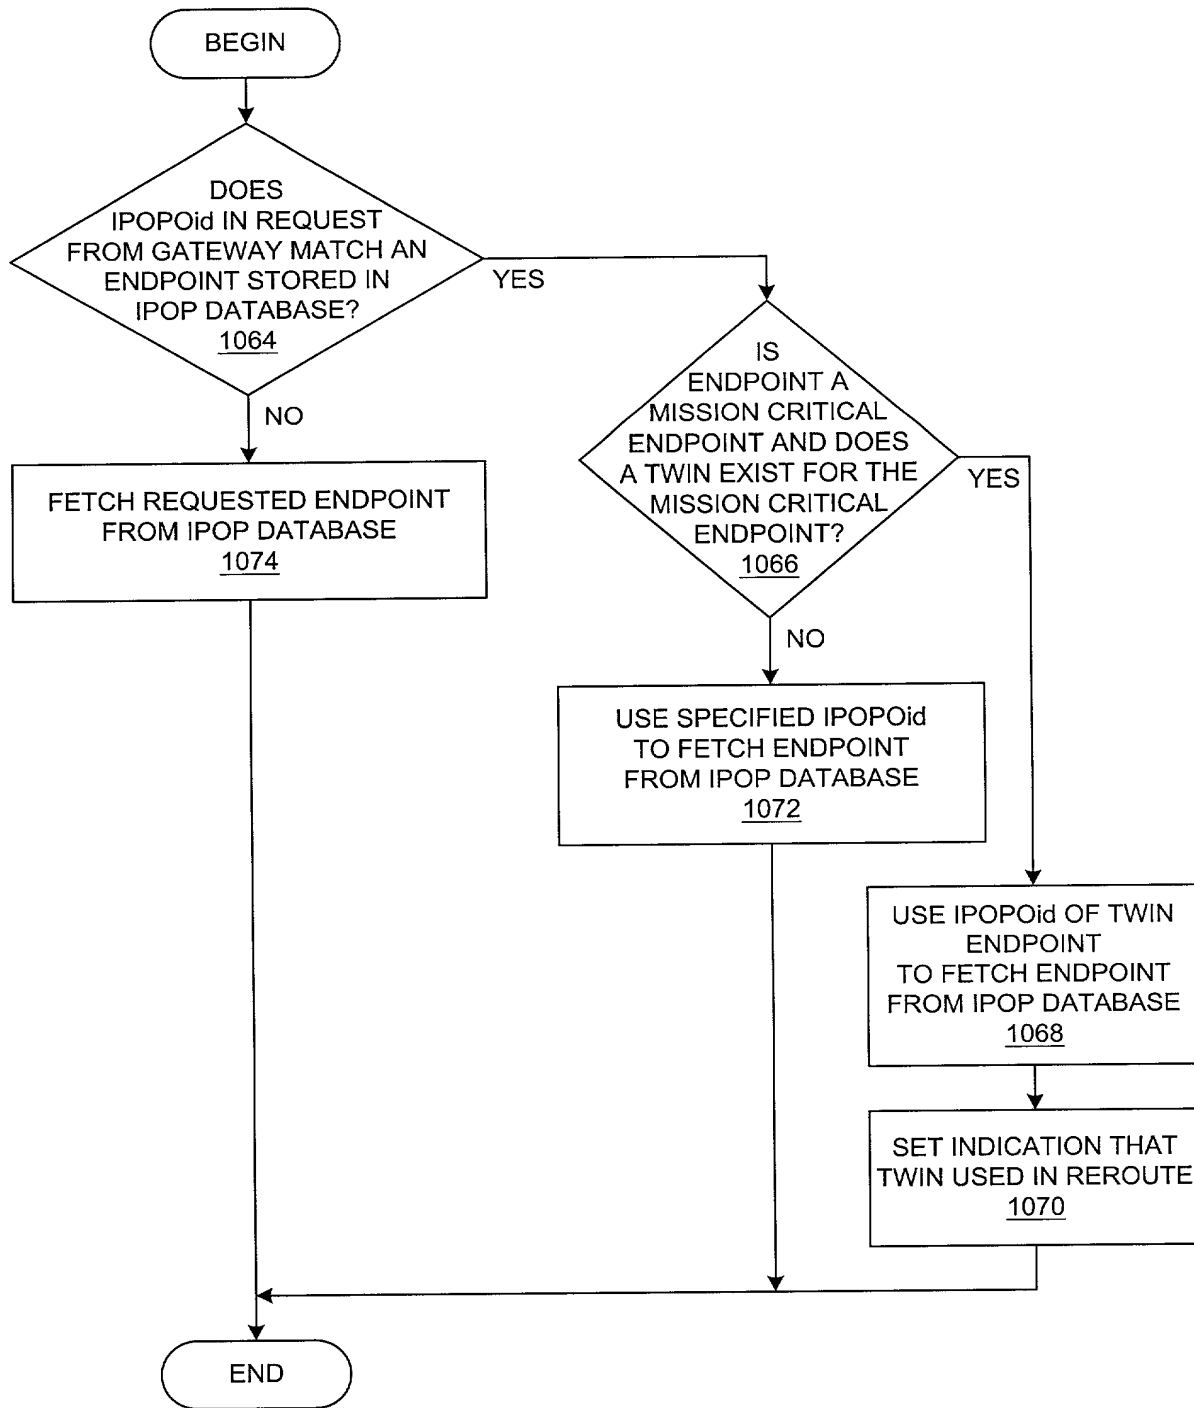 BEGIN
DOES
IPOPOid IN REQUEST
FROM GATEWAY MATCH AN
ENDPOINT STORED IN
IPOP DATABASE?
1064
YES
NO
FETCH REQUESTED ENDPOINT
FROM IPOP DATABASE
1074
IS
ENDPOINT A
MISSION CRITICAL
ENDPOINT AND DOES
A TWIN EXIST FOR THE
MISSION CRITICAL
ENDPOINT?
1066
YES
NO
USE SPECIFIED IPOPOid
TO FETCH ENDPOINT
FROM IPOP DATABASE
1072
USE IPOPOid OF TWIN
ENDPOINT
TO FETCH ENDPOINT
FROM IPOP DATABASE
1068
SET INDICATION THAT
TWIN USED IN REROUTE
1070
END